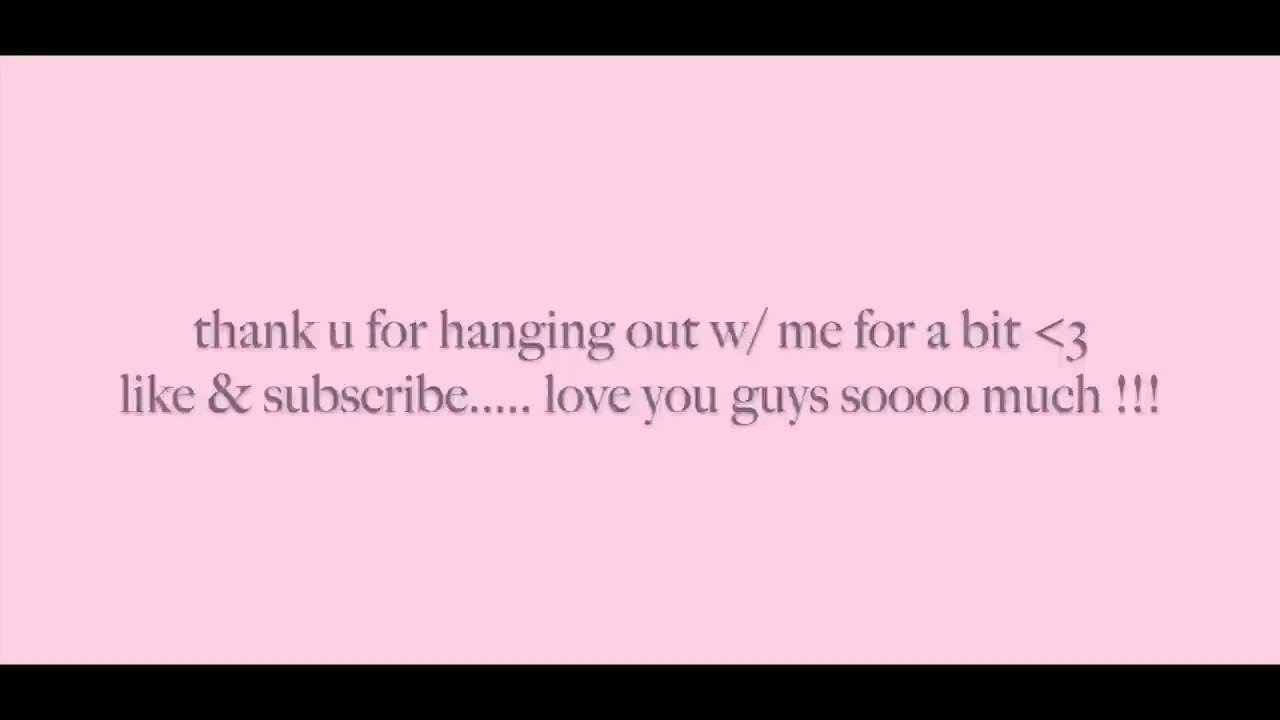 thank u for hanging out w/ me for a bit <3
like & subscribe..... love you guys soooo much !!!